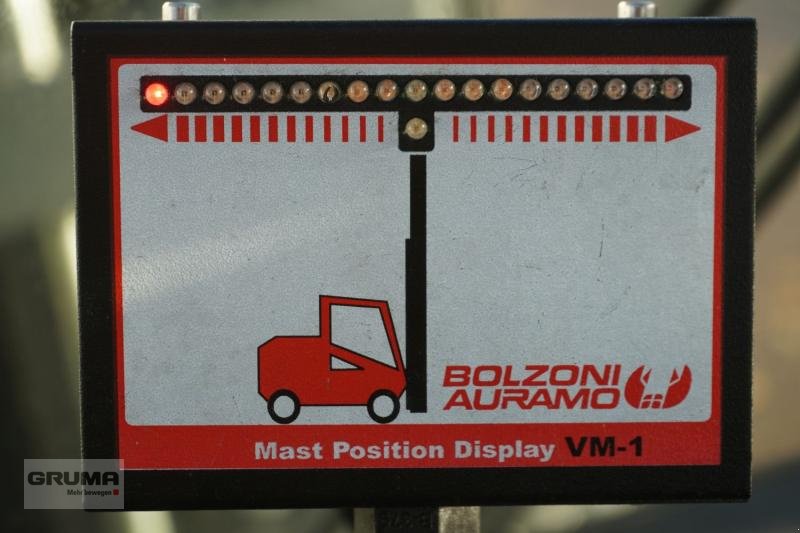 BOLZONI
AURAMO
Mast Position Display VM-1
GRUMA
Mehr bewegen